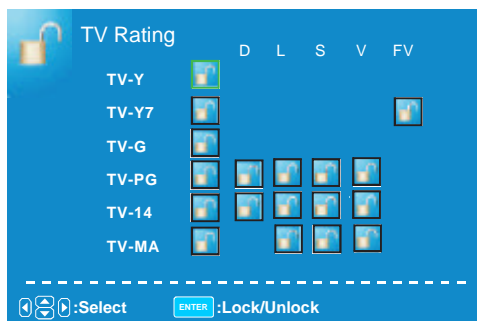 TV Rating
D L S V FV
TV-Y
TV-Y7
TV-G
TV-PG
TV-14
TV-MA
:Select ENTER :Lock/Unlock